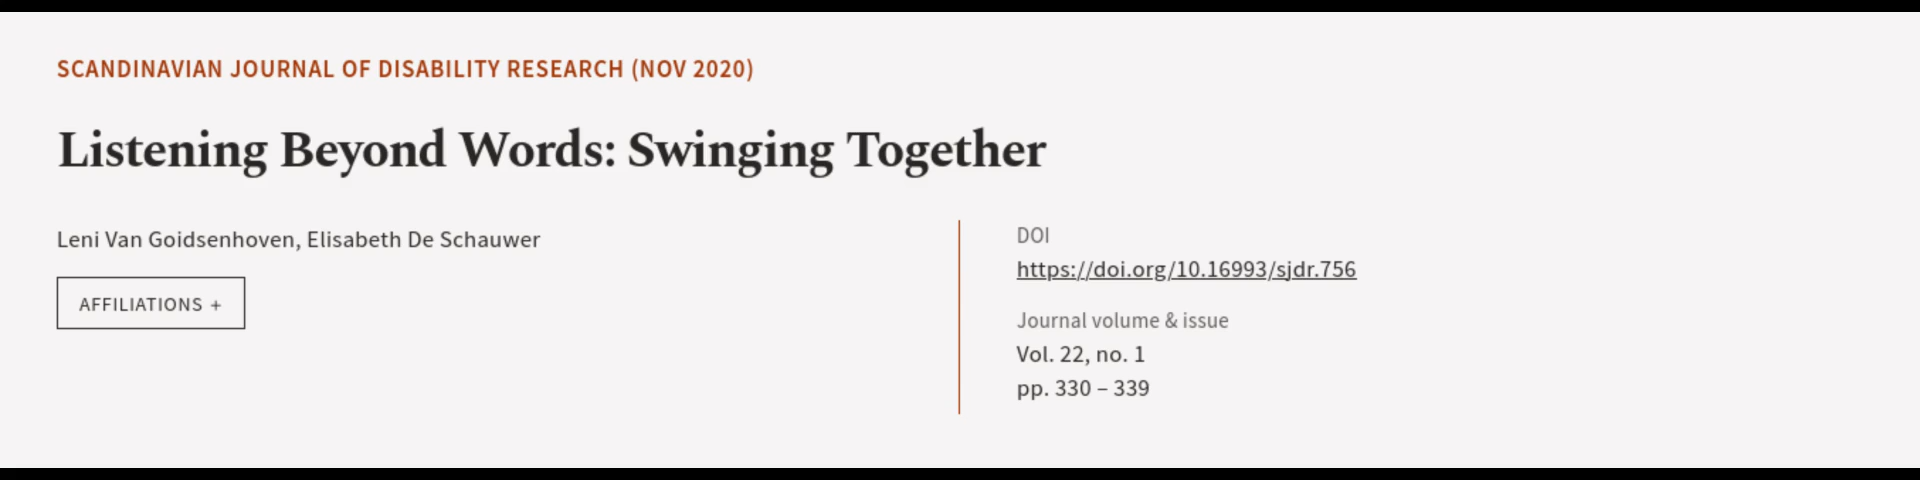 SCANDINAVIAN JOURNAL OF DISABILITY RESEARCH (NOV 2020)
Listening Beyond Words: Swinging Together
Leni Van Goidsenhoven, Elisabeth De Schauwer
AFFILIATIONS +
DOI
https://doi.org/10.16993/sjdr.756
Journal volume & issue
Vol. 22, no. 1
pp. 330 – 339